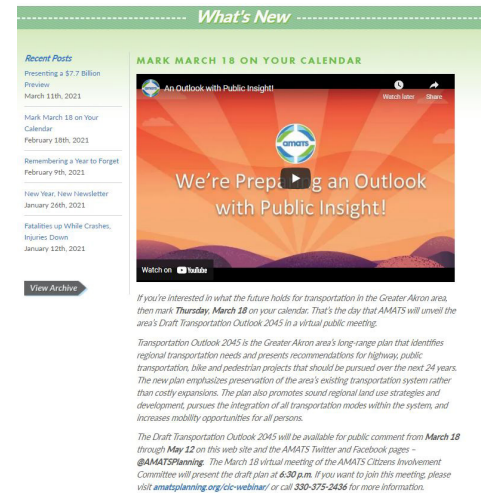 What's New
Recent Posts
Presenting a $7.7 Billion
Preview
March 11th, 2021
Mark March 18 on Your
Calendar
February 18th, 2021
Remembering a Year to Forget
February 9th, 2021
New Year, New Newsletter
January 26th, 2021
Fatalities up While Crashes,
Injuries Down
January 12th, 2021
View Archive
MARK MARCH 18 ON YOUR CALENDAR
An Outlook with Public Insight!
Watch later
Share
amats
We're Preparing an Outlook
with Public Insight!
Watch on YouTube
If you're interested in what the future holds for transportation in the Greater Akron area,
then mark Thursday, March 18 on your calendar. That's the day that AMATS will unveil the
area's Draft Transportation Outlook 2045 in a virtual public meeting.
Transportation Outlook 2045 is the Greater Akron area's long-range plan that identifies
regional transportation needs and presents recommendations for highway, public
transportation, bike and pedestrian projects that should be pursued over the next 24 years.
The new plan emphasizes preservation of the area's existing transportation system rather
than costly expansions. The plan also promotes sound regional land use strategies and
development, pursues the integration of all transportation modes within the system, and
increases mobility opportunities for all persons.
The Draft Transportation Outlook 2045 will be available for public comment from March 18
through May 12 on this web site and the AMATS Twitter and Facebook pages –
@AMATSPlanning. The March 18 virtual meeting of the AMATS Citizens Involvement
Committee will present the draft plan at 6:30 p.m. If you want to join this meeting, please
visit amatsplanning.org/cic-webinar/ or call 330-375-2436 for more information.